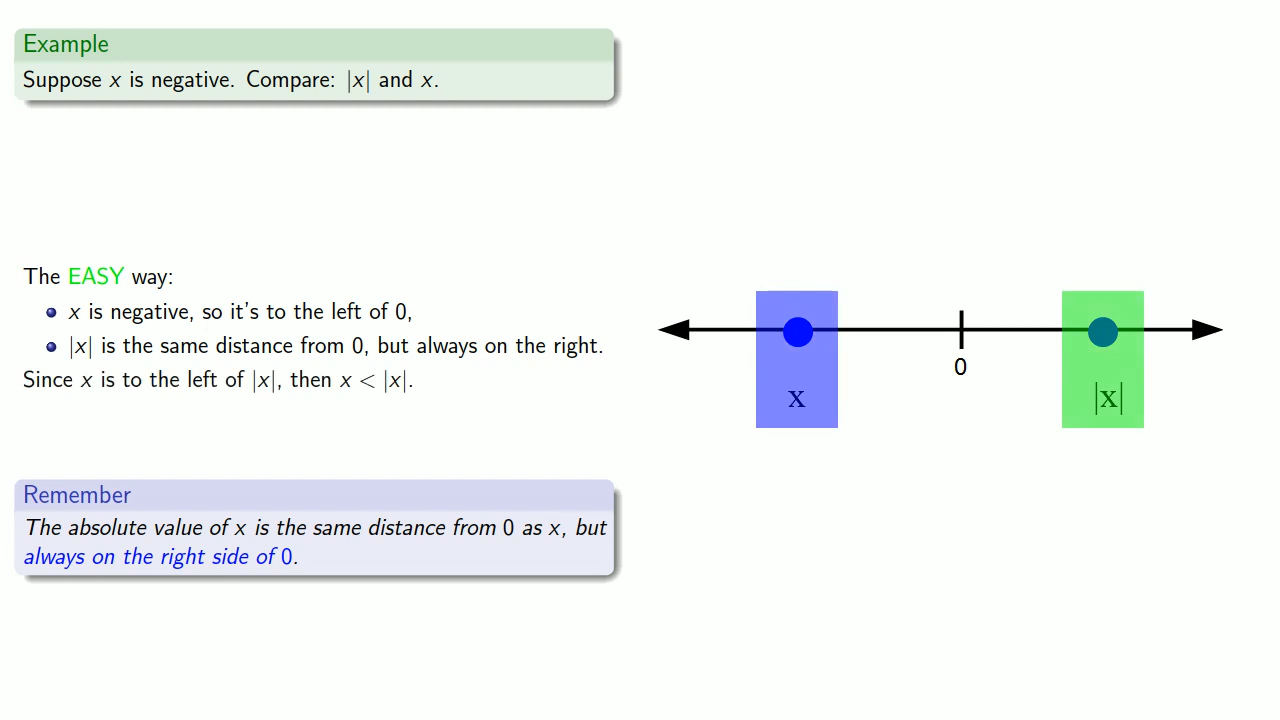 Example
Suppose x is negative. Compare: |x| and x.
The EASY way:
x is negative, so it's to the left of 0,
|x| is the same distance from 0, but always on the right.
Since x is to the left of |x|, then x < |x|.
Remember
The absolute value of x is the same distance from 0 as x, but
always on the right side of 0.
0
x
|x|